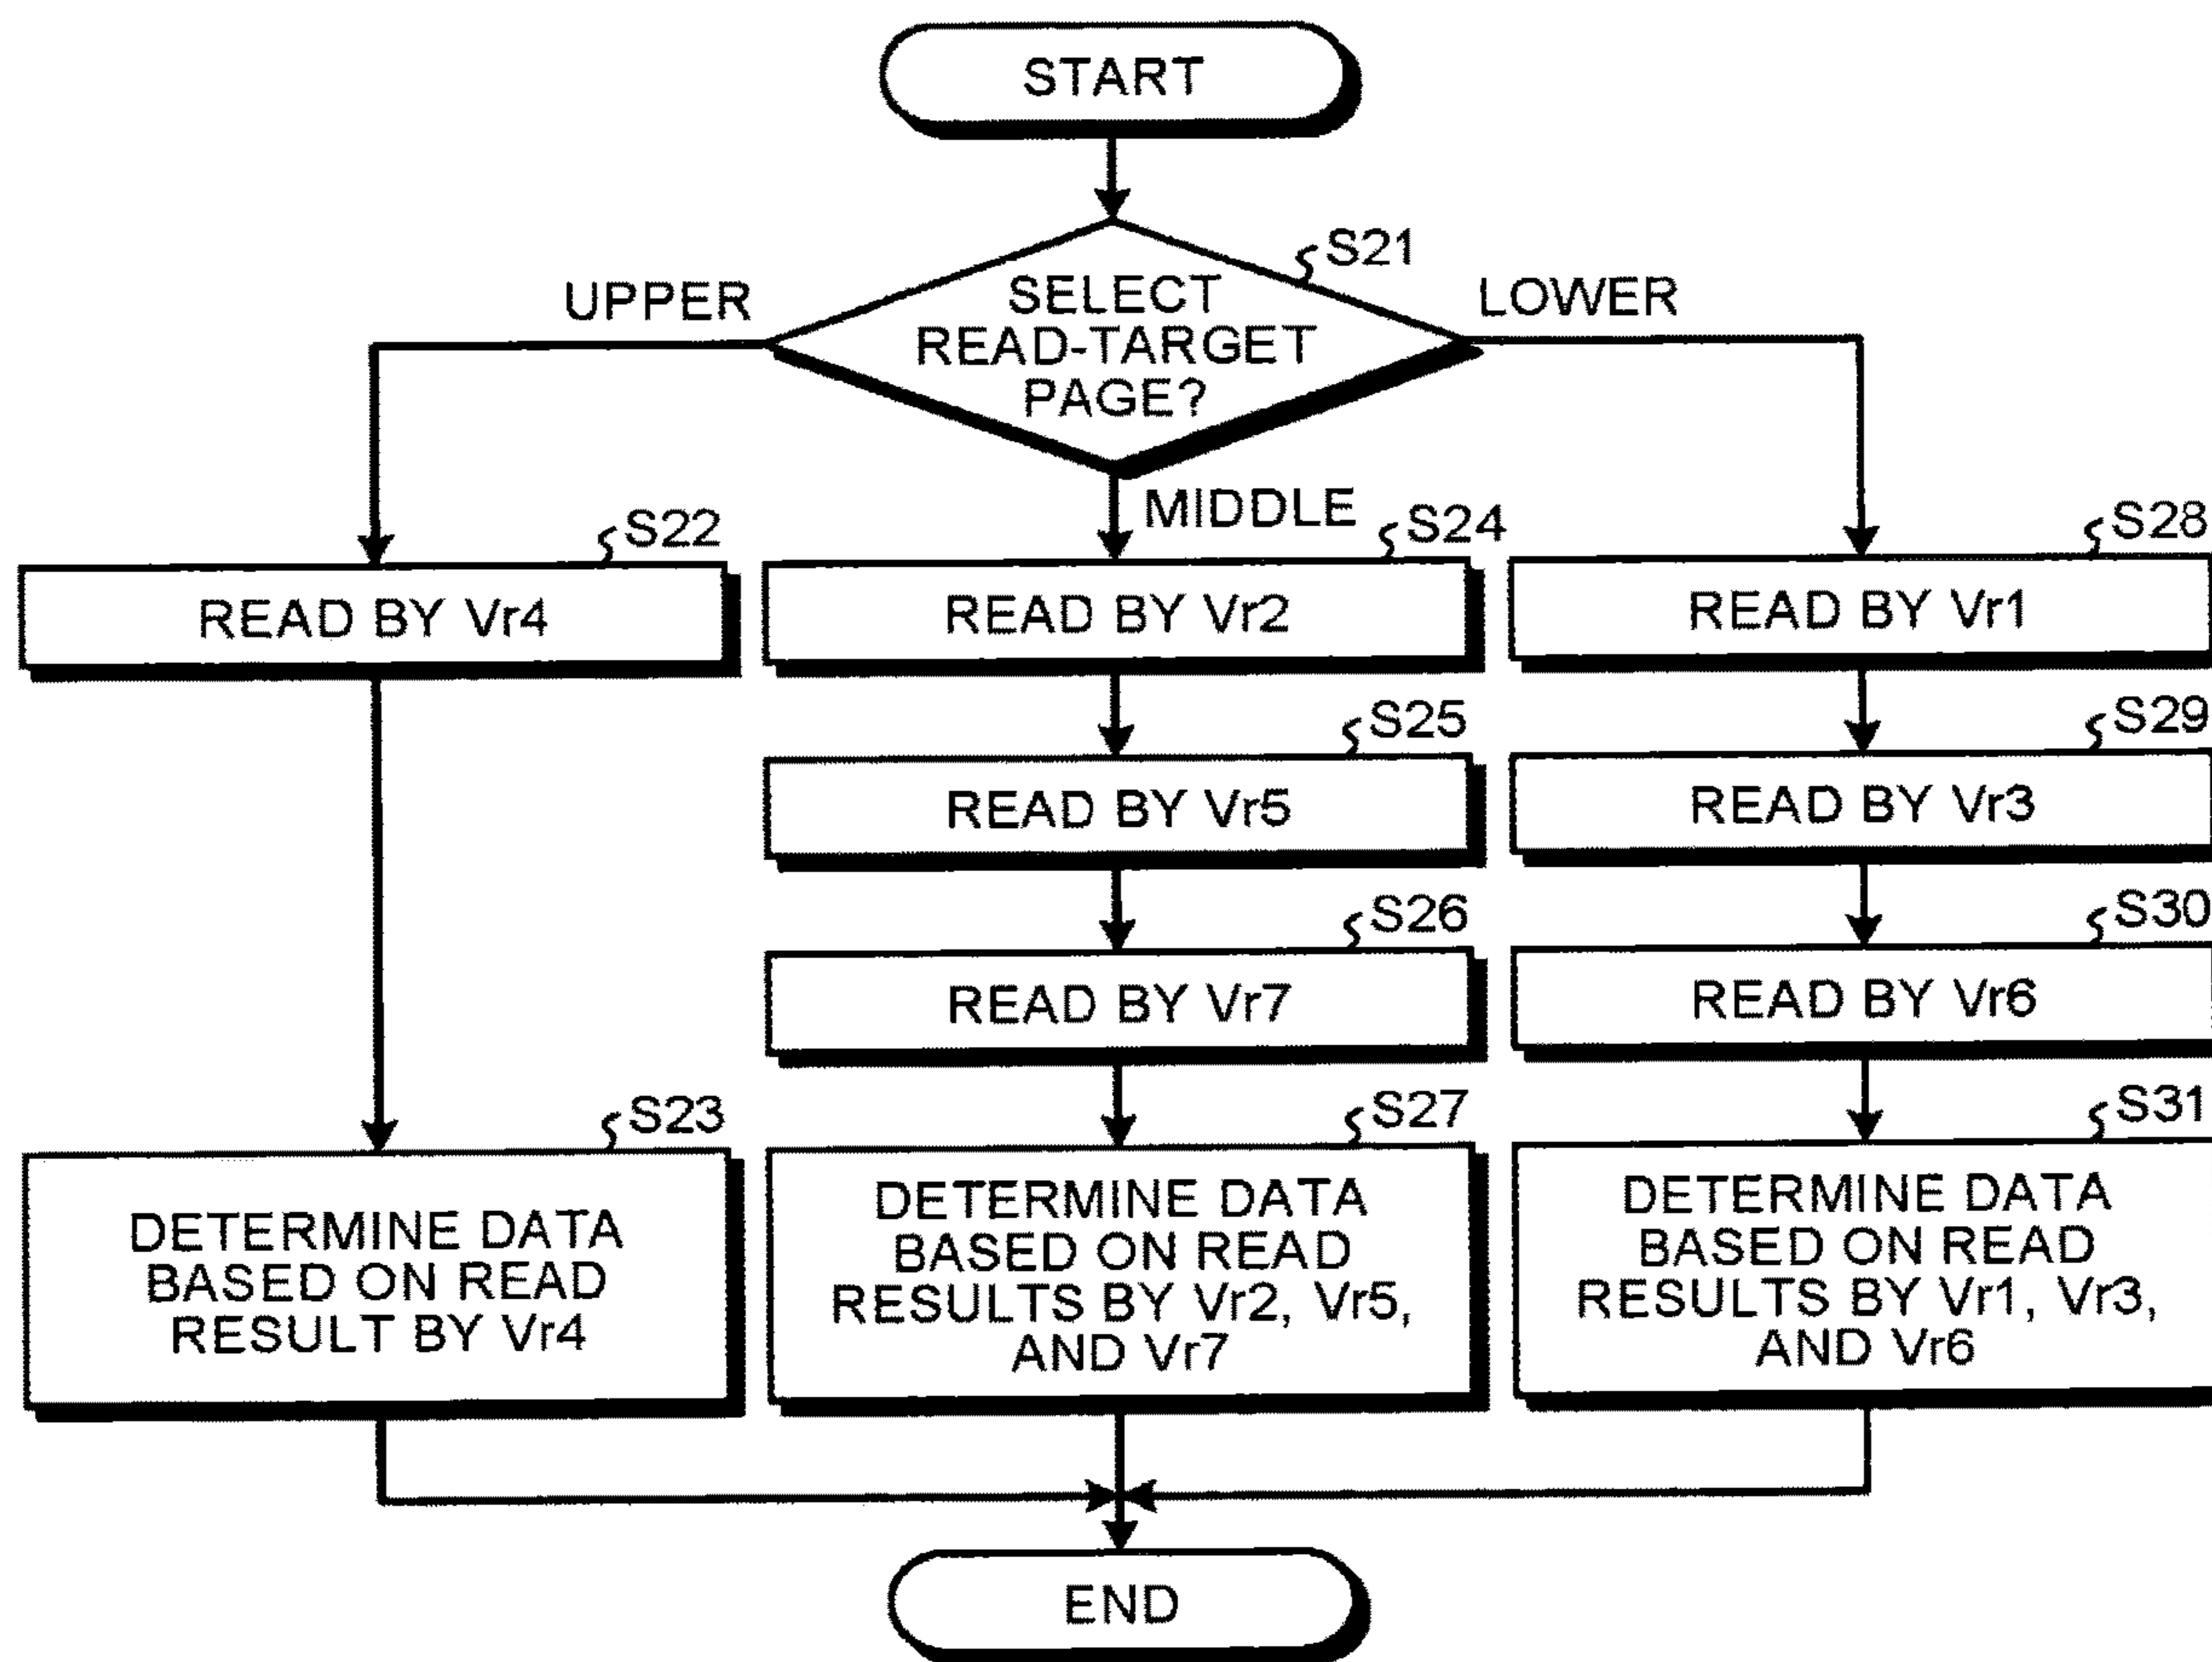 START
S21
SELECT
READ-TARGET
PAGE?
UPPER
LOWER
MIDDLE
S22
READ BY Vr4
S24
READ BY Vr2
S28
READ BY Vr1
S25
READ BY Vr5
S29
READ BY Vr3
S26
READ BY Vr7
S30
READ BY Vr6
S23
DETERMINE DATA
BASED ON READ
RESULT BY Vr4
S27
DETERMINE DATA
BASED ON READ
RESULTS BY Vr2, Vr5,
AND Vr7
S31
DETERMINE DATA
BASED ON READ
RESULTS BY Vr1, Vr3,
AND Vr6
END